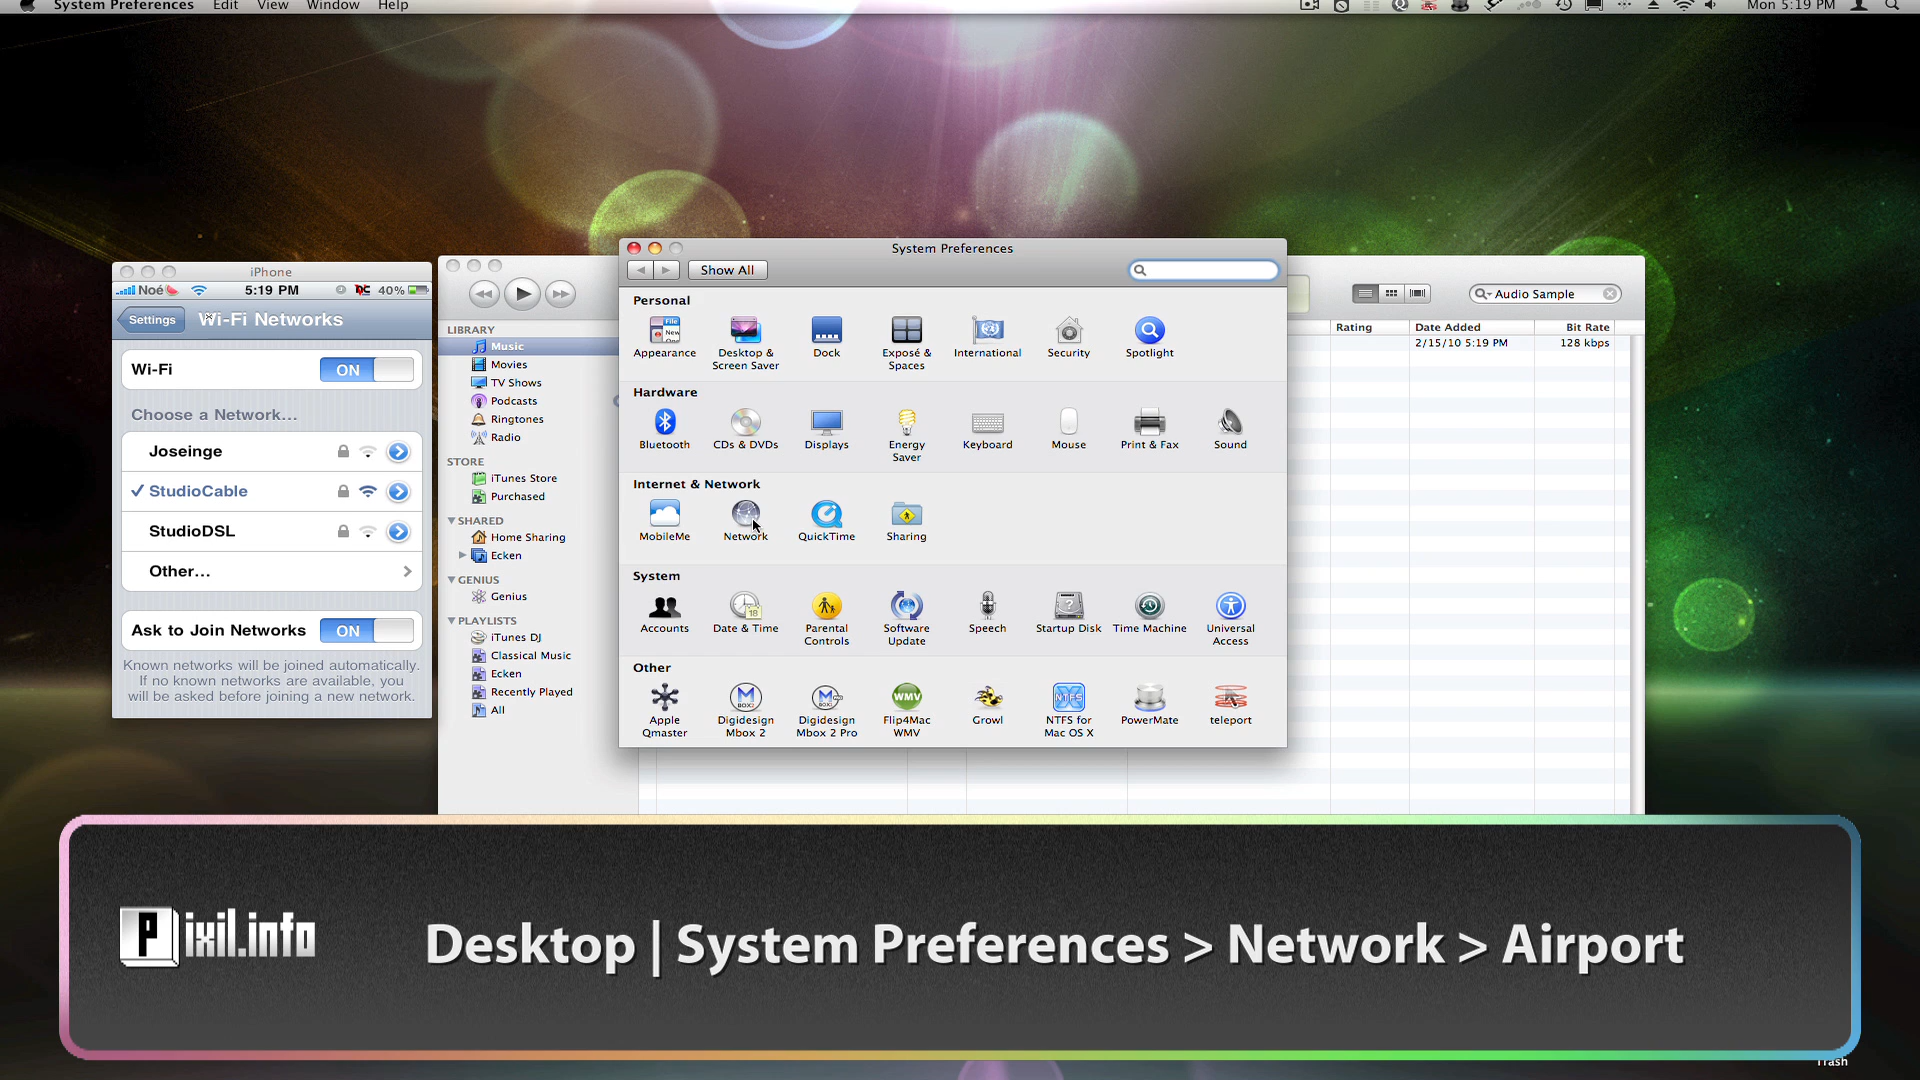 System Preferences Edit View Window Help
Mon 5:19 PM
iPhone
Noé 5:19 PM 40%
Settings Wi-Fi Networks
Wi-Fi ON
Choose a Network...
Joseinge
✓ StudioCable
StudioDSL
Other...
Ask to Join Networks ON
Known networks will be joined automatically.
If no known networks are available, you
will be asked before joining a new network.
LIBRARY
Music
Movies
TV Shows
Podcasts
Ringtones
Radio
STORE
iTunes Store
Purchased
SHARED
Home Sharing
Ecken
GENIUS
Genius
PLAYLISTS
iTunes DJ
Classical Music
Ecken
Recently Played
All
System Preferences
Show All
Personal
Appearance
Desktop &
Screen Saver
Dock
Exposé &
Spaces
International
Security
Spotlight
Hardware
Bluetooth
CDs & DVDs
Displays
Energy
Saver
Keyboard
Mouse
Print & Fax
Sound
Internet & Network
MobileMe
Network
QuickTime
Sharing
System
Accounts
Date & Time
Parental
Controls
Software
Update
Speech
Startup Disk
Time Machine
Universal
Access
Other
Apple
Qmaster
Digidesign
Mbox 2
Digidesign
Mbox 2 Pro
Flip4Mac
WMV
Growl
NTFS for
Mac OS X
PowerMate
teleport
Audio Sample
Rating Date Added Bit Rate
2/15/10 5:19 PM 128 kbps
Pixil.info
Desktop | System Preferences > Network > Airport
Trash